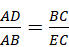 AD/AB = BC/EC